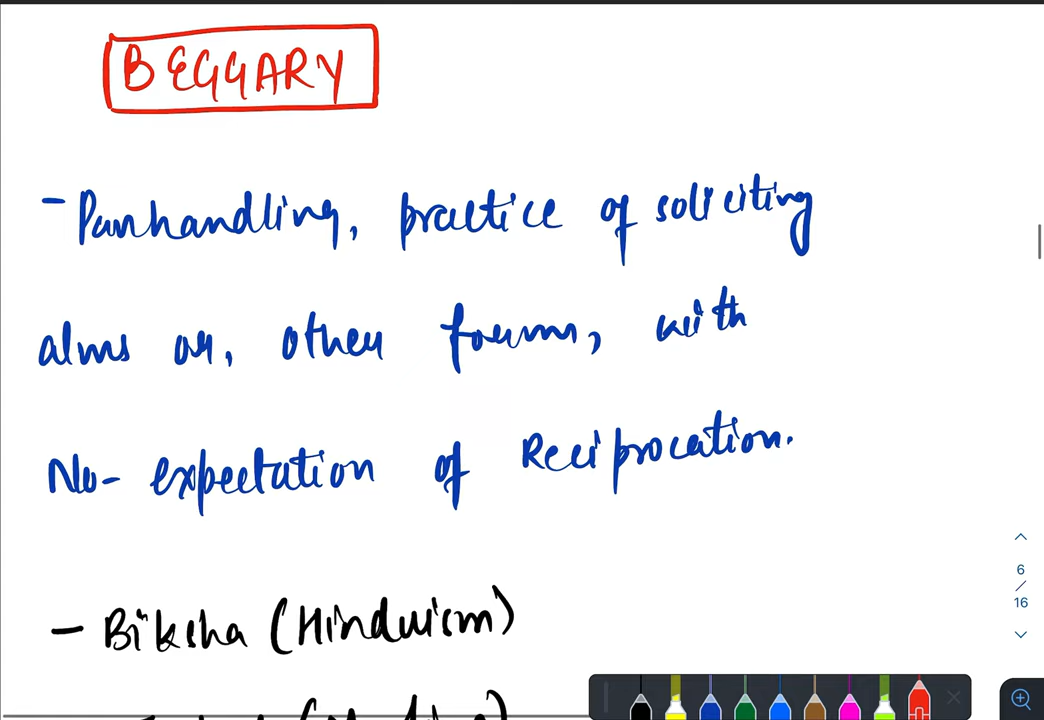 BEGGARY
- Panhandling, practice of soliciting
alms or, other forms, with
No- expectation of Reciprocation.
- Biksha (Hinduism)
6
/
16